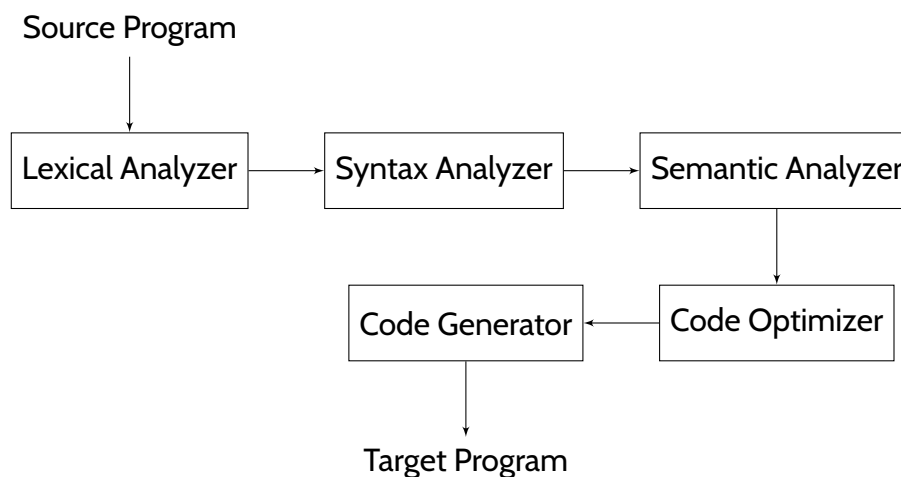 Source Program
Lexical Analyzer
Syntax Analyzer
Semantic Analyzer
Code Optimizer
Code Generator
Target Program